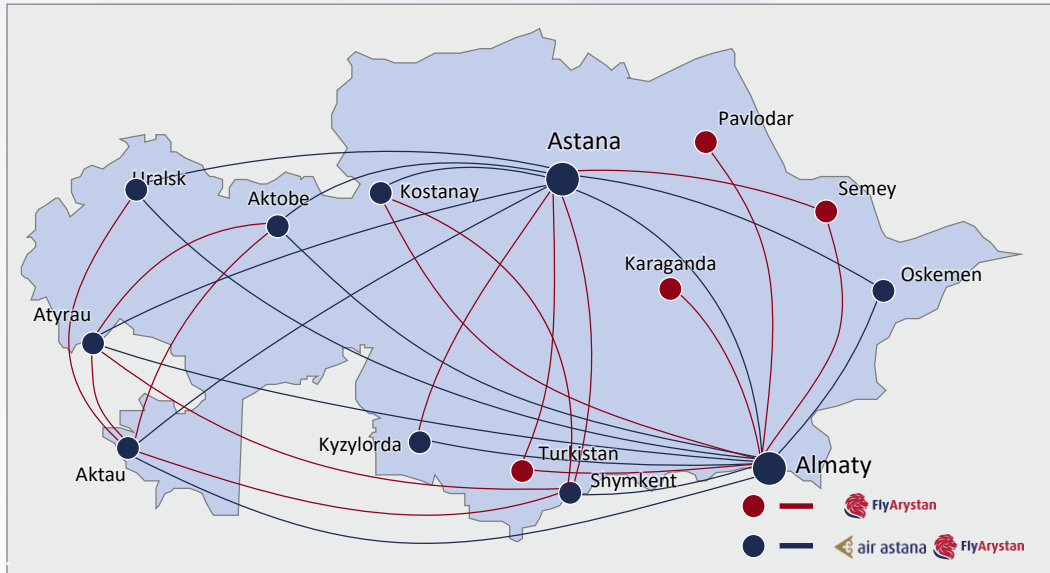 Pavlodar
Astana
Semey
Uralsk
Aktobe
Kostanay
Karaganda
Oskemen
Atyrau
Kyzylorda
Turkistan
Shymkent
Aktau
Almaty
FlyArystan
air astana FlyArystan